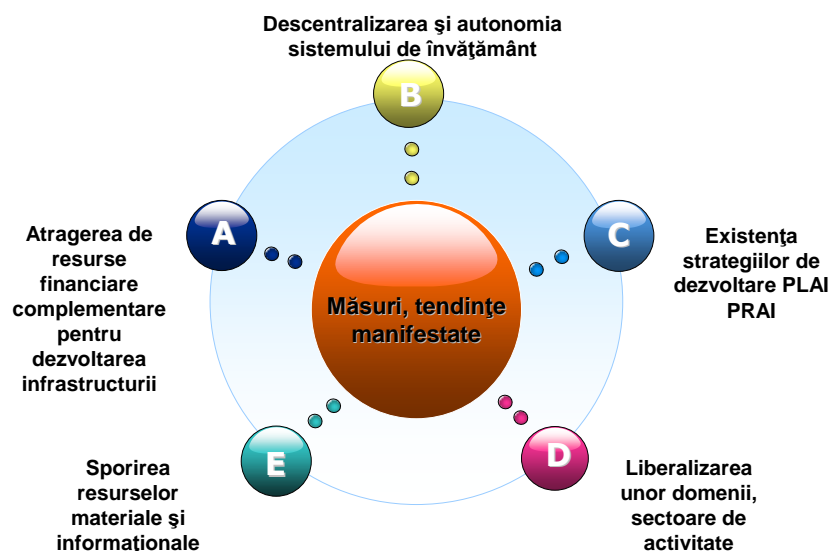 Descentralizarea şi autonomia
sistemului de învăţământ
B
A
Atragerea de
resurse
financiare
complementare
pentru
dezvoltarea
infrastructurii
C
Existenţa
strategiilor de
dezvoltare PLAI
PRAI
Măsuri, tendinţe
manifestate
E
Sporirea
resurselor
materiale şi
informaţionale
D
Liberalizarea
unor domenii,
sectoare de
activitate